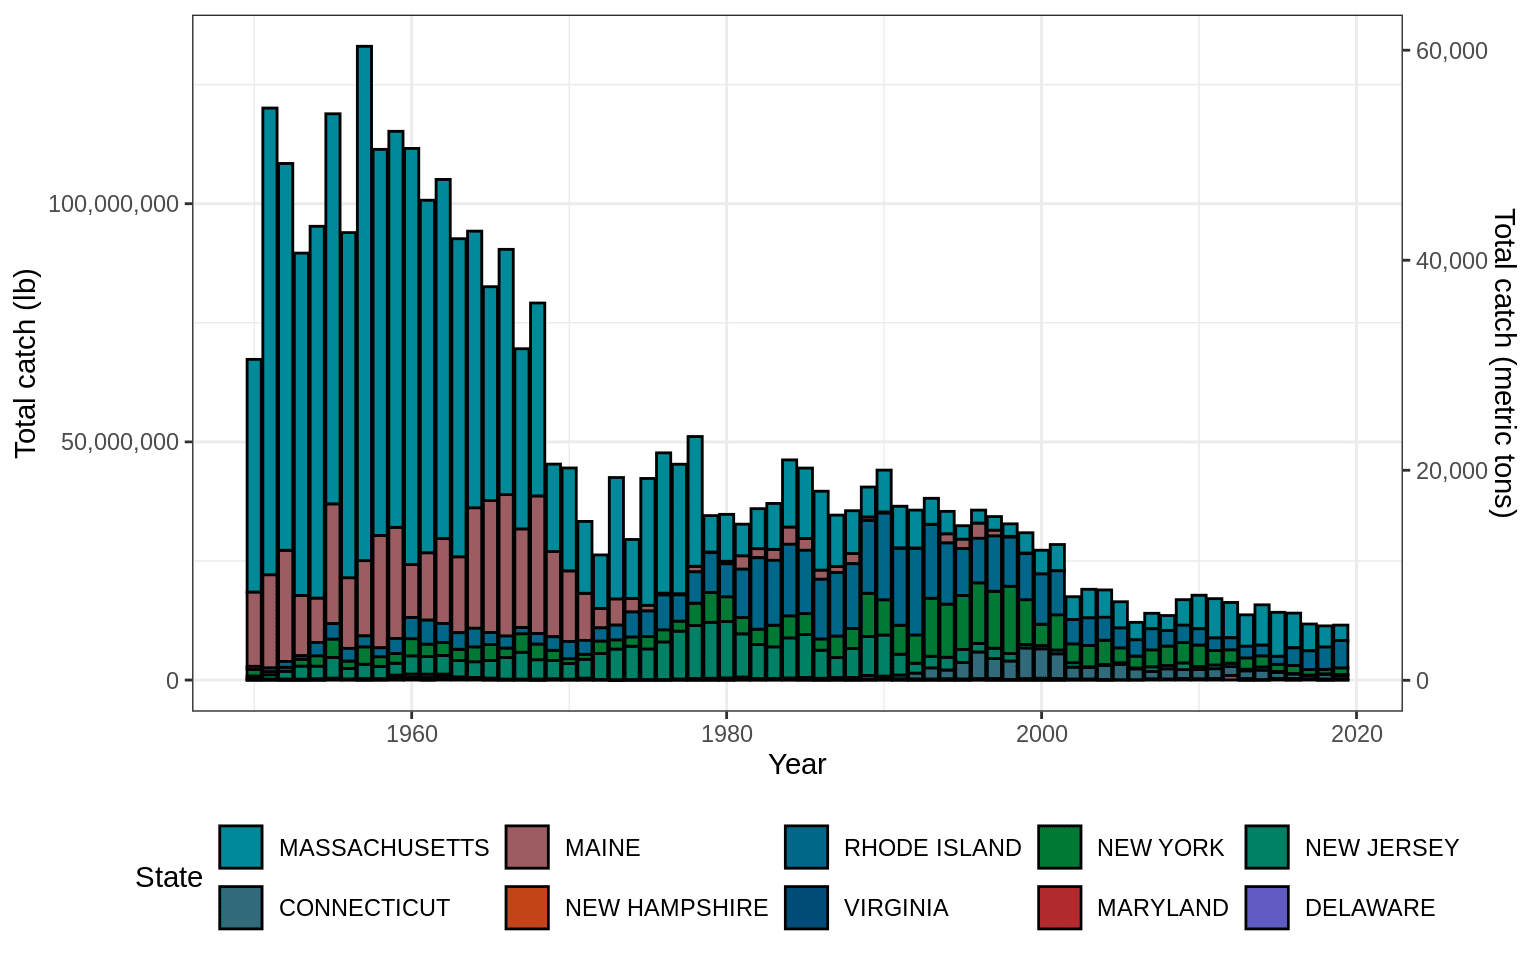 60,000
100,000,000
40,000
50,000,000
20,000
0
0
Total catch (lb)
Total catch (metric tons)
1960 1980 2000 2020
Year
State
MASSACHUSETTS MAINE RHODE ISLAND NEW YORK NEW JERSEY
CONNECTICUT NEW HAMPSHIRE VIRGINIA MARYLAND DELAWARE